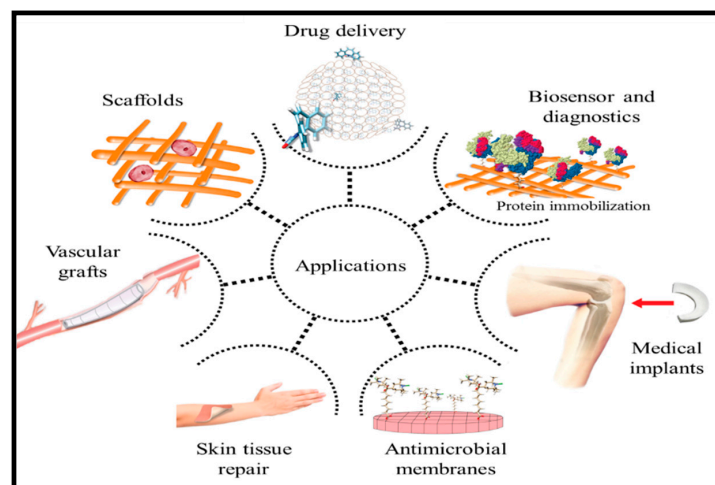 Drug delivery
Scaffolds
Biosensor and
diagnostics
Protein immobilization
Vascular
grafts
Applications
Medical
implants
Skin tissue
repair
Antimicrobial
membranes